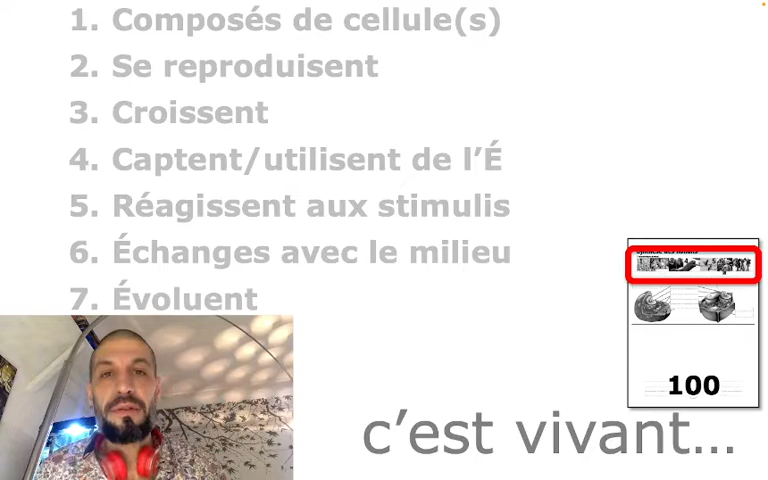 1. Composés de cellule(s)
2. Se reproduisent
3. Croissent
4. Captent/utilisent de l’É
5. Réagissent aux stimulis
6. Échanges avec le milieu
7. Évoluent
100
c’est vivant…